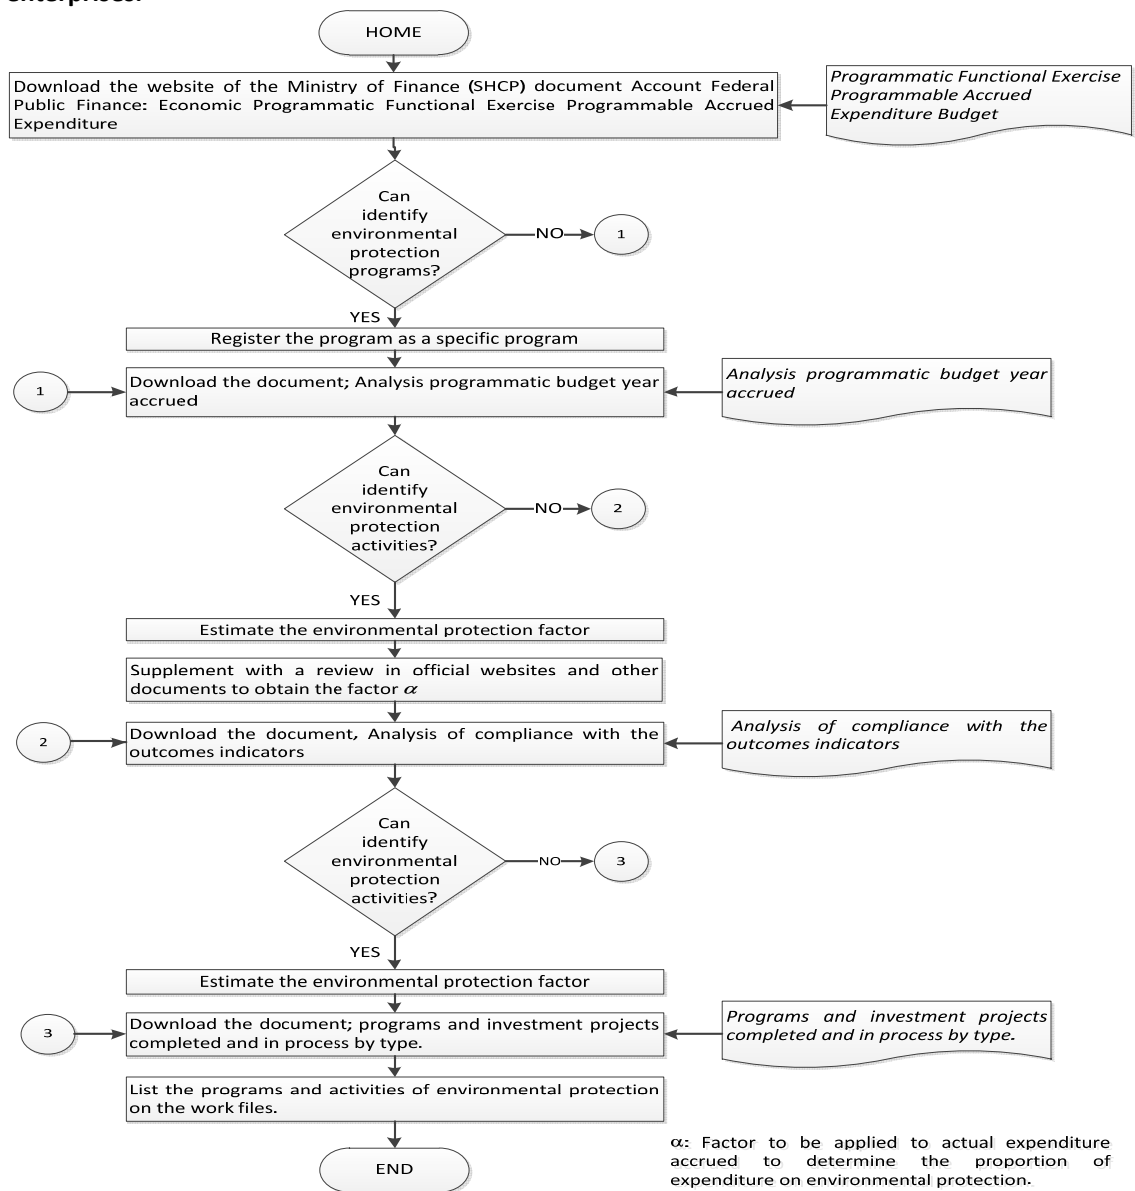 enterprises.
HOME
Download the website of the Ministry of Finance (SHCP) document Account Federal
Public Finance: Economic Programmatic Functional Exercise Programmable Accrued
Expenditure
Programmatic Functional Exercise
Programmable Accrued
Expenditure Budget
Can
identify
environmental
protection
programs?
NO
1
YES
Register the program as a specific program
1
Download the document; Analysis programmatic budget year
accrued
Analysis programmatic budget year
accrued
Can
identify
environmental
protection
activities?
NO
2
YES
Estimate the environmental protection factor
Supplement with a review in official websites and other
documents to obtain the factor α
2
Download the document, Analysis of compliance with the
outcomes indicators
Analysis of compliance with the
outcomes indicators
Can
identify
environmental
protection
activities?
NO
3
YES
Estimate the environmental protection factor
3
Download the document; programs and investment projects
completed and in process by type.
Programs and investment projects
completed and in process by type.
List the programs and activities of environmental protection
on the work files.
END
α: Factor to be applied to actual expenditure
accrued to determine the proportion of
expenditure on environmental protection.